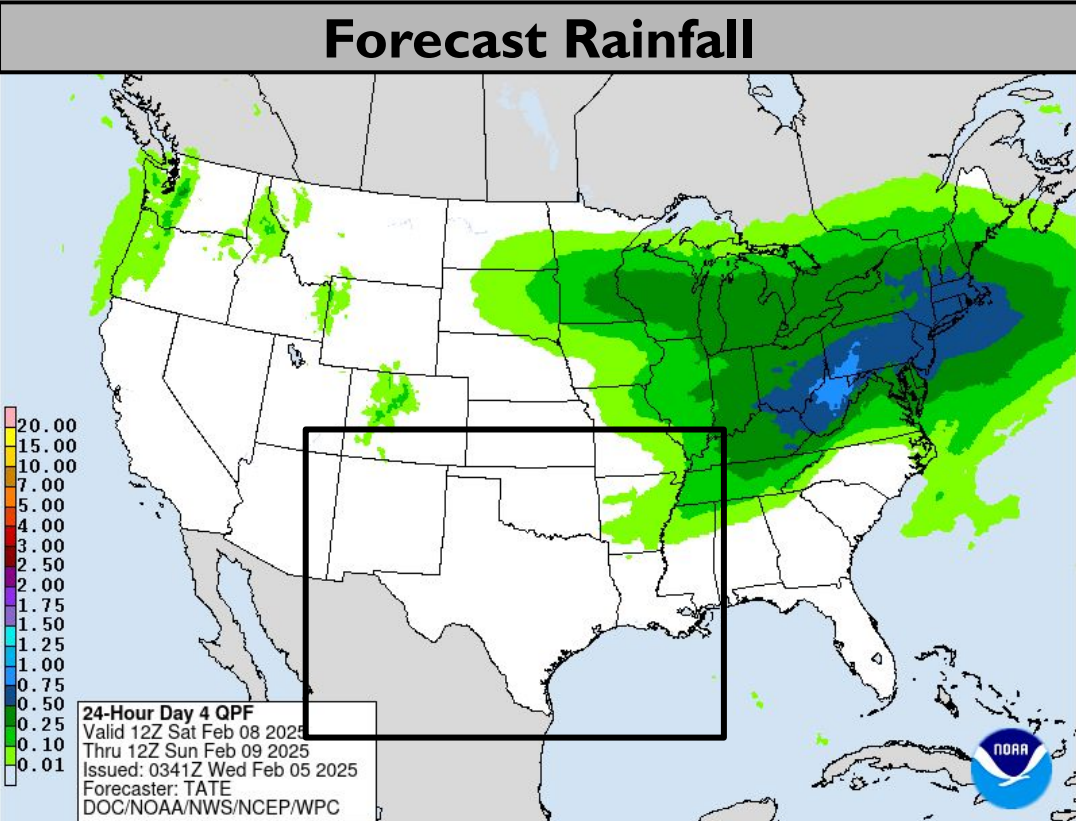 Forecast Rainfall
20.00
15.00
10.00
7.00
5.00
4.00
3.00
2.50
2.00
1.75
1.50
1.25
1.00
0.75
0.50
0.25
0.10
0.01
24-Hour Day 4 QPF
Valid 12Z Sat Feb 08 2025
Thru 12Z Sun Feb 09 2025
Issued: 0341Z Wed Feb 05 2025
Forecaster: TATE
DOC/NOAA/NWS/NCEP/WPC
NOAA